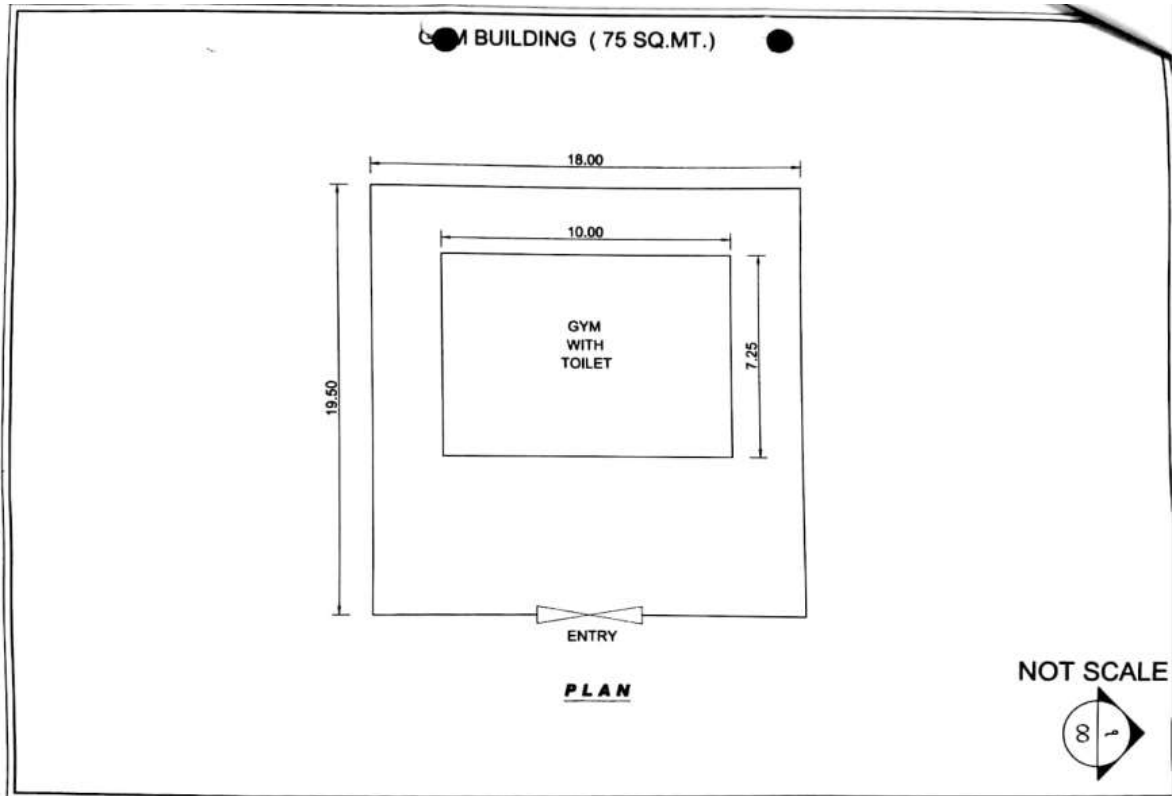 BUILDING ( 75 SQ.MT.)
18.00
10.00
GYM
WITH
TOILET
7.25
19.50
ENTRY
PLAN
NOT SCALE
8